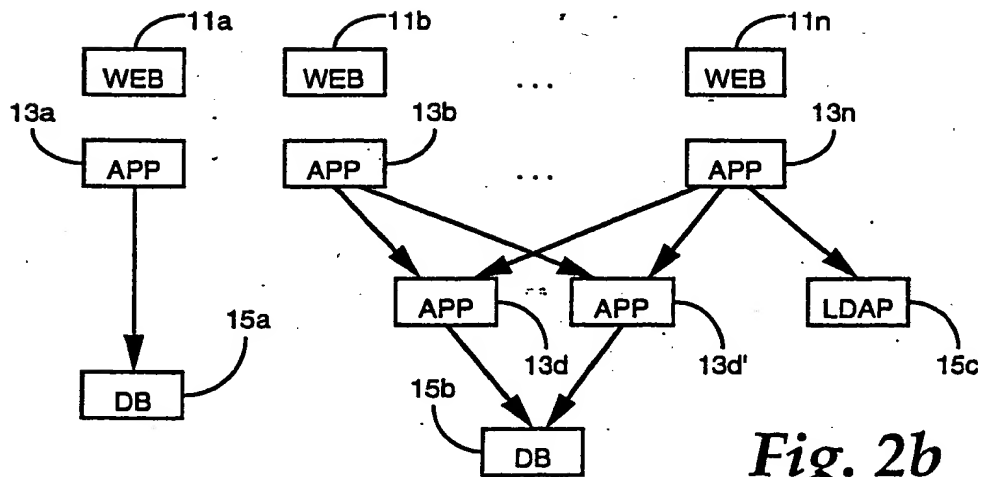 11a 11b 11n
WEB WEB ... WEB
13a 13b 13n
APP APP ... APP
APP APP LDAP
15a 13d 13d' 15c
DB 15b
DB
Fig. 2b